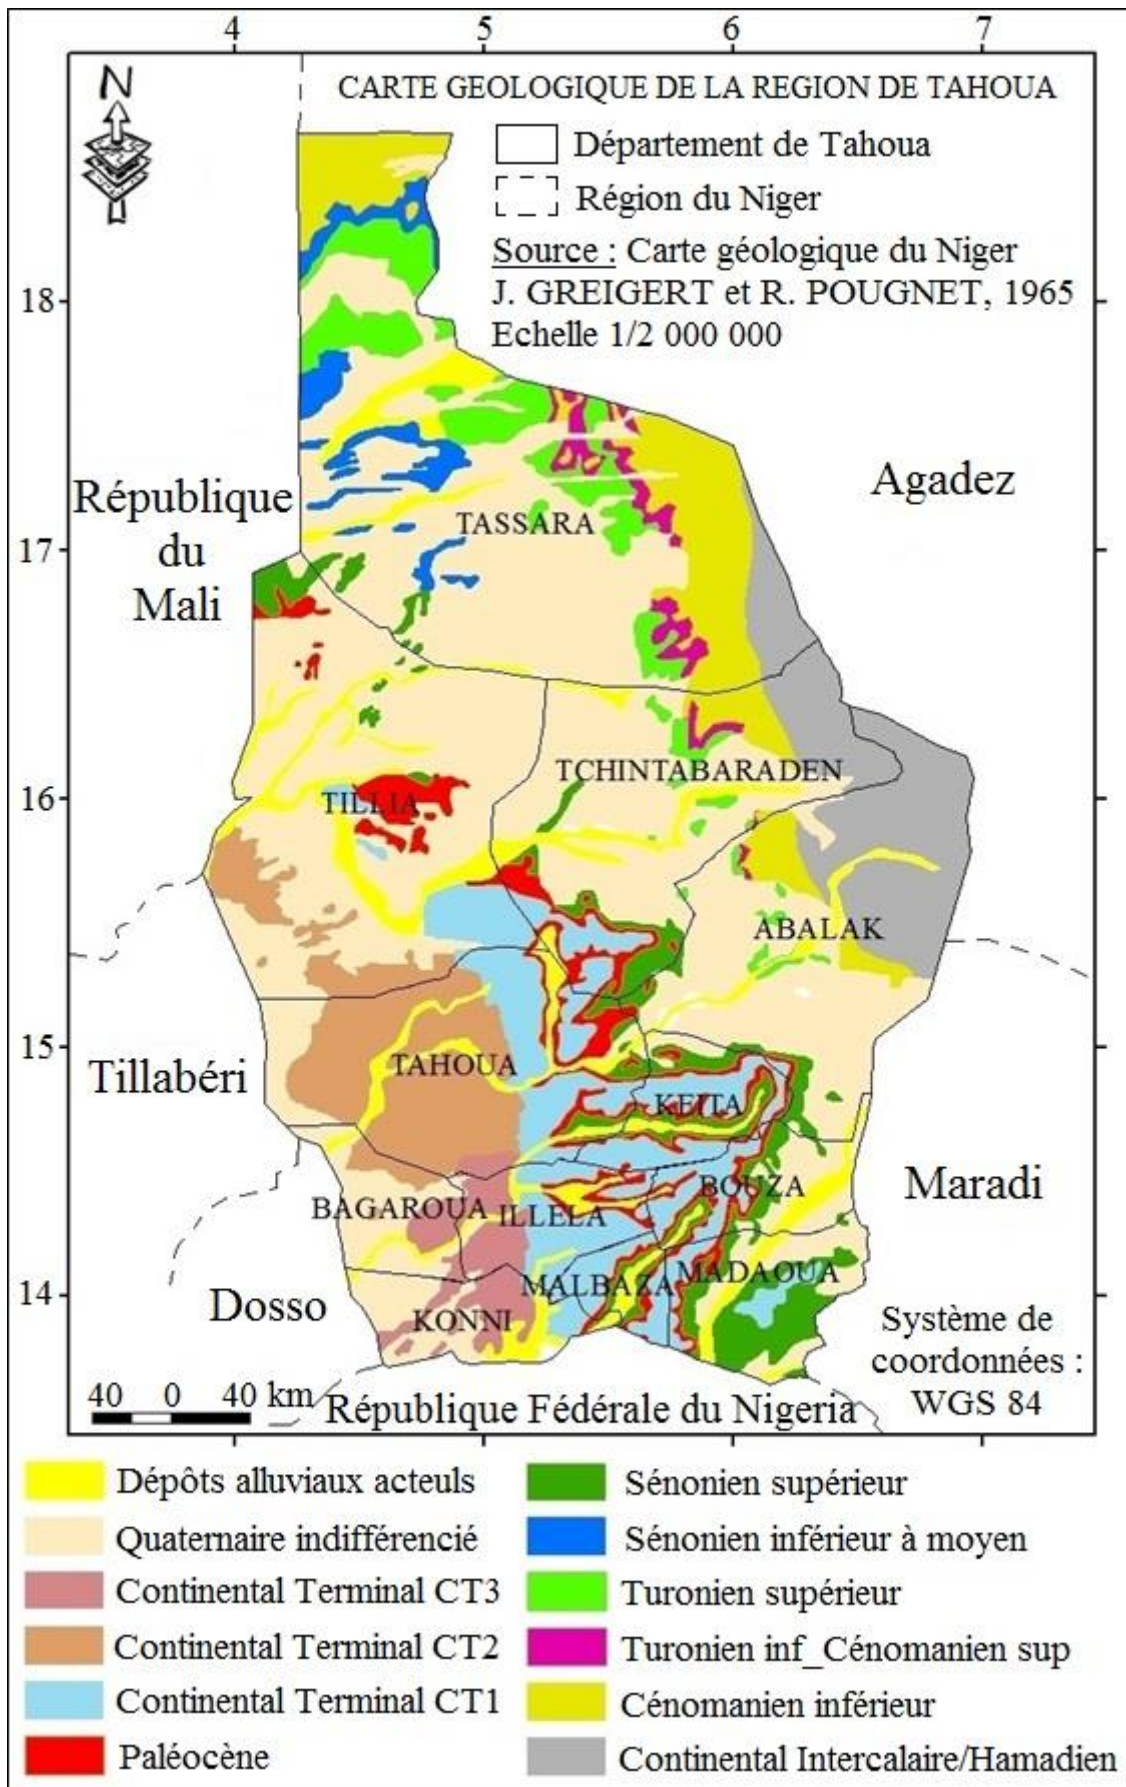 4 5 6 7
N
CARTE GEOLOGIQUE DE LA REGION DE TAHOUA
Département de Tahoua
Région du Niger
Source : Carte géologique du Niger
J. GREIGERT et R. POUGNET, 1965
Echelle 1/2 000 000
18
Agadez
République
du
Mali
TASSARA
17
TCHINTABARADEN
16
TILLIA
ABALAK
15
Tillabéri
TAHOUA
KEITA
BOUZA
Maradi
BAGAROUA
ILLELA
14
MALBAZA
MADAOUA
Dosso
KONNI
Système de
coordonnées :
WGS 84
40 0 40 km
République Fédérale du Nigeria
4 5 6 7
Dépôts alluviaux acteuls
Quaternaire indifférencié
Continental Terminal CT3
Continental Terminal CT2
Continental Terminal CT1
Paléocène
Sénonien supérieur
Sénonien inférieur à moyen
Turonien supérieur
Turonien inf_Cénomanien sup
Cénomanien inférieur
Continental Intercalaire/Hamadien